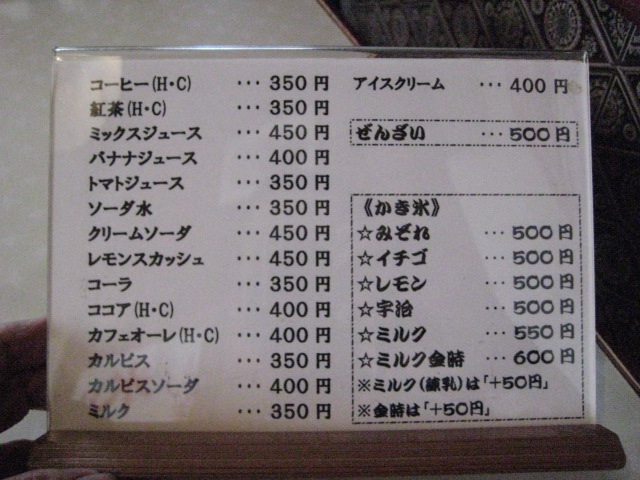 コーヒー(H・C) ･･･ 350円
紅茶(H・C) ･･･ 350円
ミックスジュース ･･･ 450円
バナナジュース ･･･ 400円
トマトジュース ･･･ 350円
ソーダ水 ･･･ 350円
クリームソーダ ･･･ 450円
レモンスカッシュ ･･･ 450円
コーラ ･･･ 350円
ココア(H・C) ･･･ 400円
カフェオーレ(H・C) ･･･ 400円
カルピス ･･･ 350円
カルピスソーダ ･･･ 400円
ミルク ･･･ 350円
アイスクリーム ･･･ 400円
ぜんざい ･･･ 500円
《かき氷》
☆みぞれ ･･･ 500円
☆イチゴ ･･･ 500円
☆レモン ･･･ 500円
☆宇治 ･･･ 500円
☆ミルク ･･･ 550円
☆ミルク金時 ･･･ 600円
※ミルク(練乳)は「+50円」
※金時は「+50円」